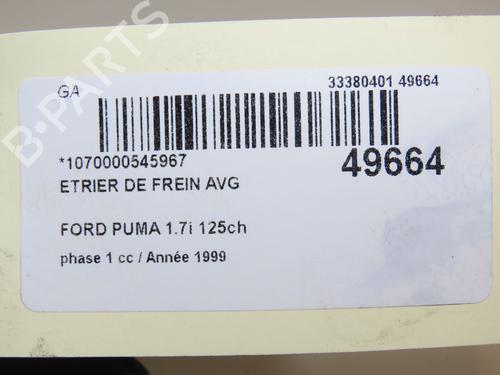 GA
33380401 49664
*1070000545967
49664
ETRIER DE FREIN AVG
FORD PUMA 1.7i 125ch
phase 1 cc / Année 1999
B-PARTS